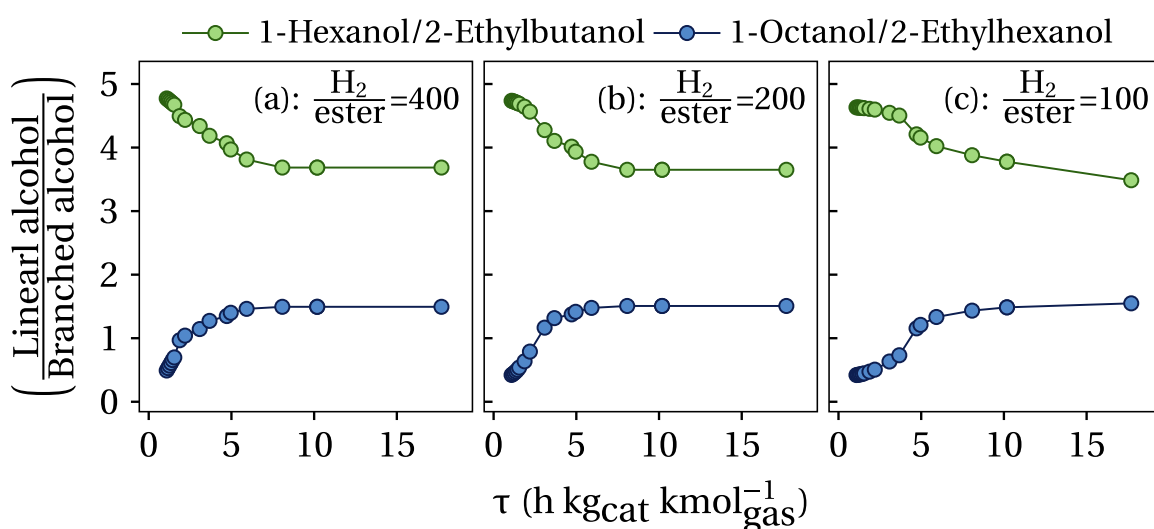 1-Hexanol/2-Ethylbutanol 1-Octanol/2-Ethylhexanol
(a): H2/ester=400
(b): H2/ester=200
(c): H2/ester=100
(Linearl alcohol/Branched alcohol)
5
4
3
2
1
0
0 5 10 15 0 5 10 15 0 5 10 15
τ (h kgcat kmolgas−1)